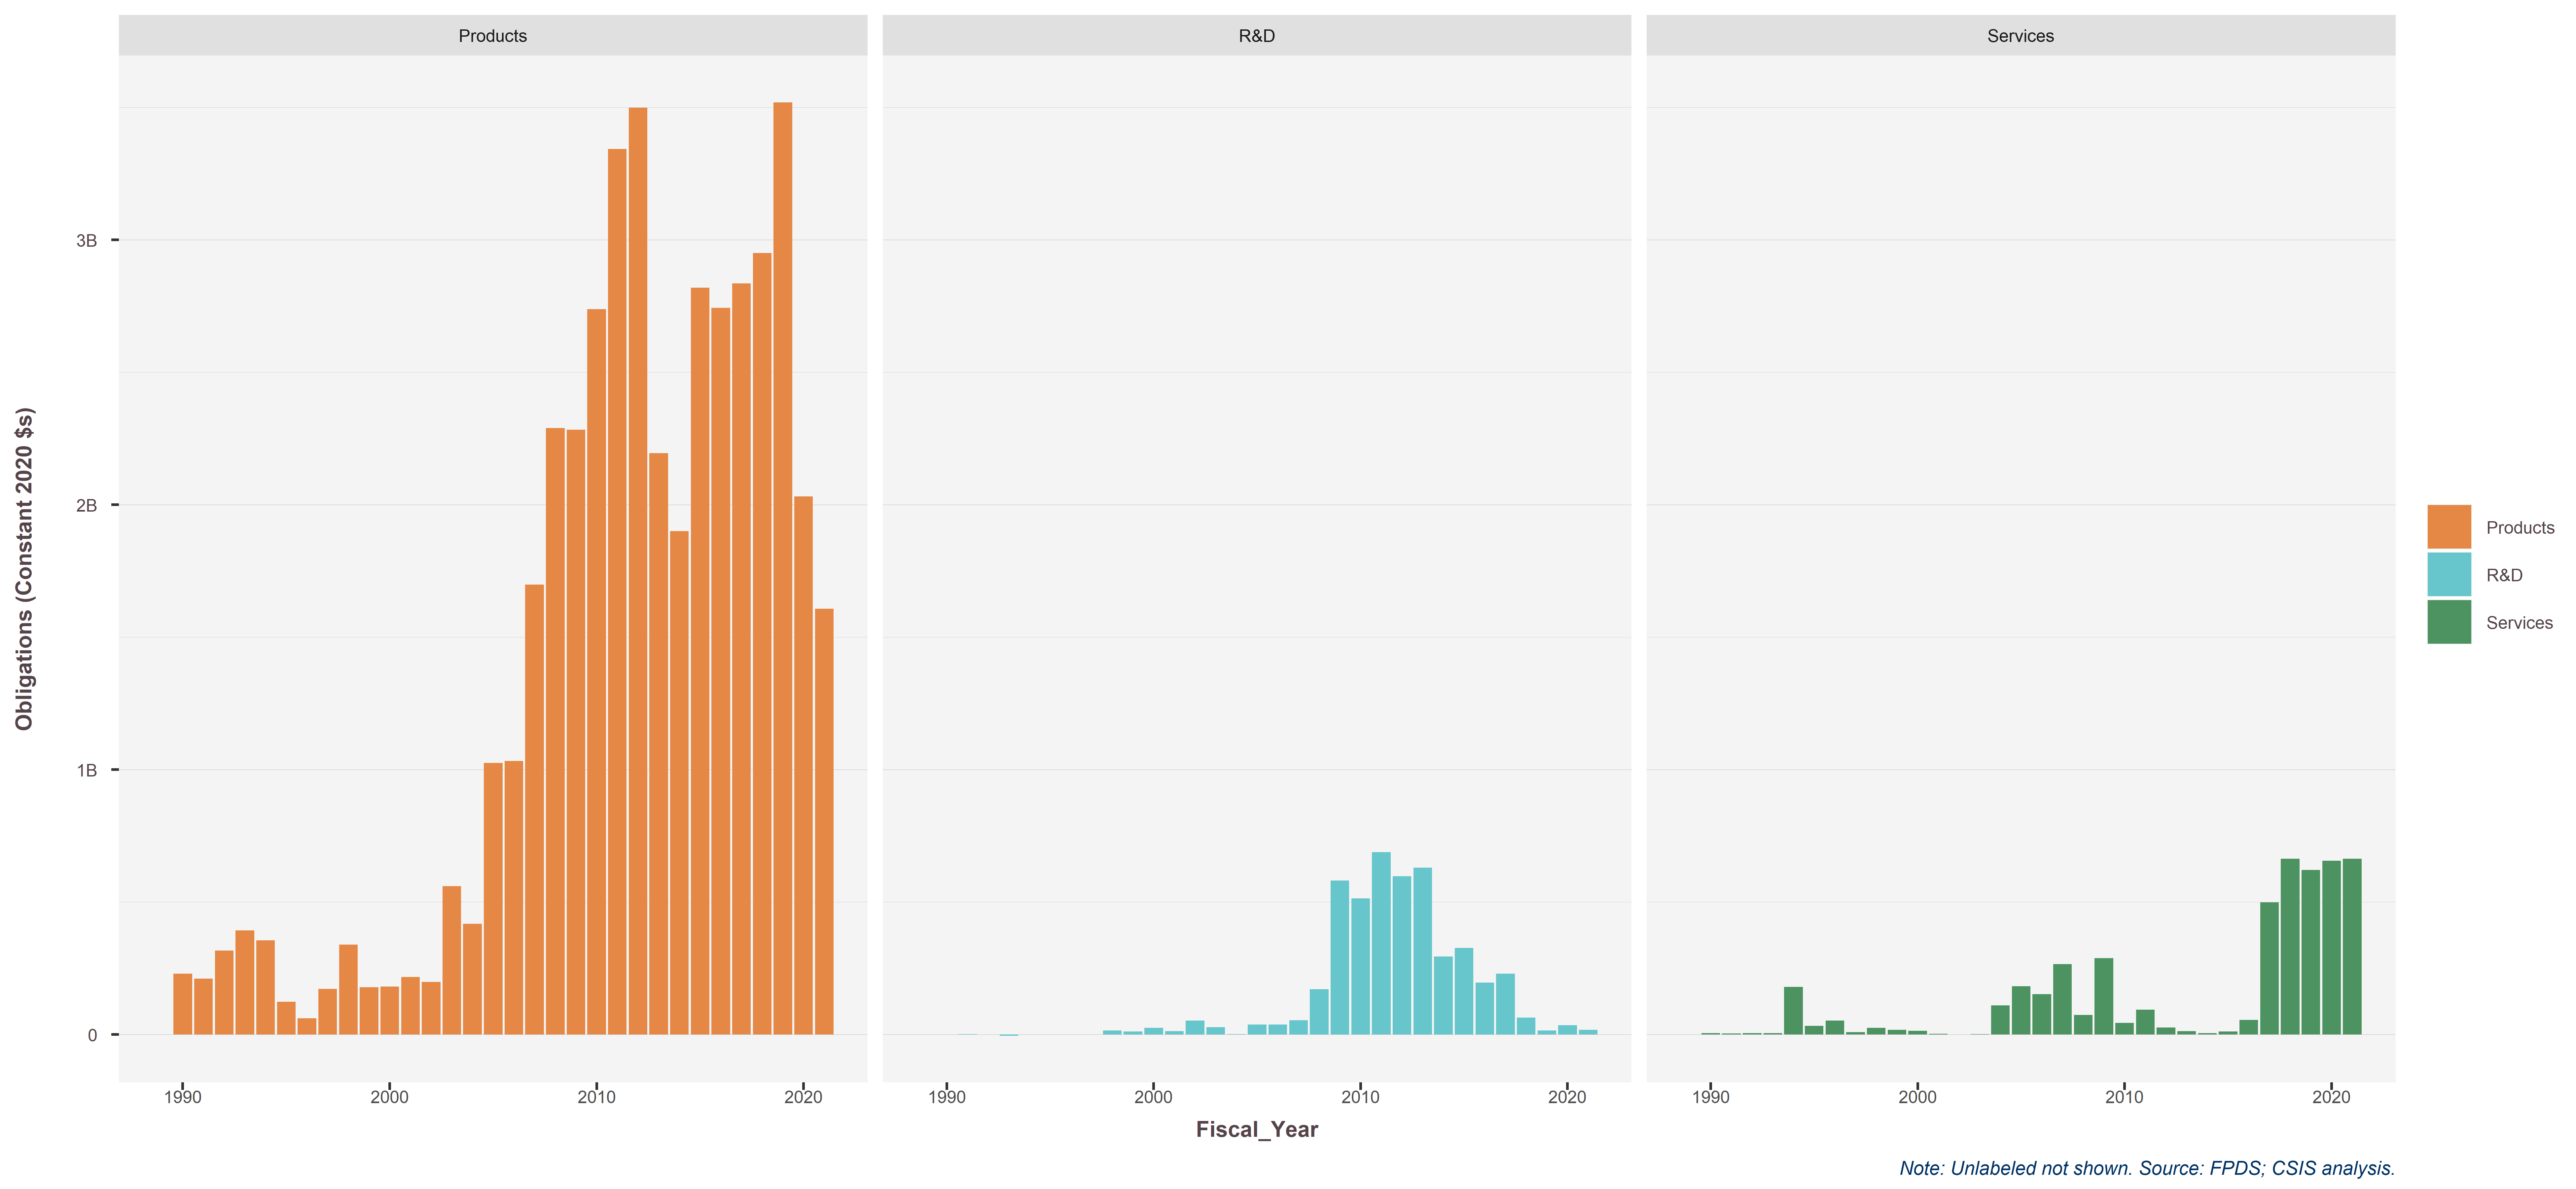 Products
R&D
Services
Obligations (Constant 2020 $s)
3B
2B
1B
0
1990
2000
2010
2020
1990
2000
2010
2020
1990
2000
2010
2020
Fiscal_Year
Products
R&D
Services
Note: Unlabeled not shown. Source: FPDS; CSIS analysis.